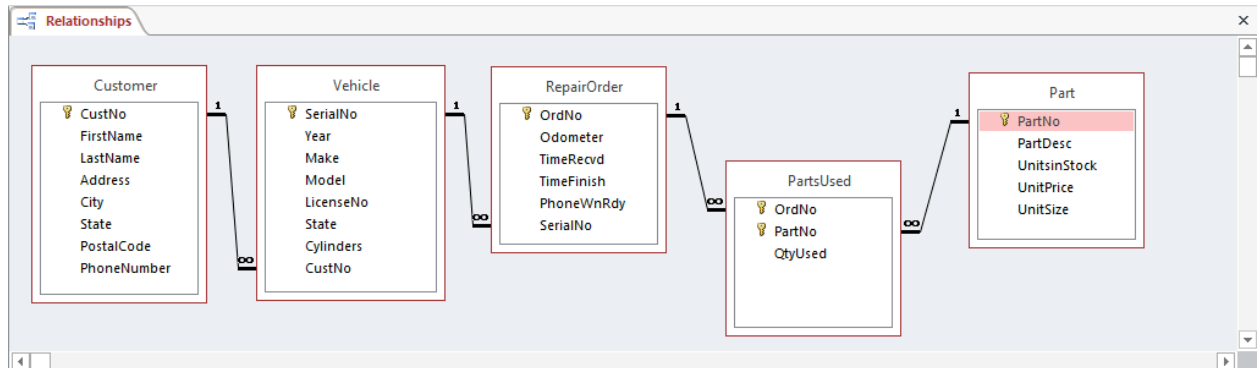 Relationships
Customer
CustNo
FirstName
LastName
Address
City
State
PostalCode
PhoneNumber
1
∞
Vehicle
SerialNo
Year
Make
Model
LicenseNo
State
Cylinders
CustNo
1
∞
RepairOrder
OrdNo
Odometer
TimeRecvd
TimeFinish
PhoneWnRdy
SerialNo
1
∞
PartsUsed
OrdNo
PartNo
QtyUsed
∞
1
Part
PartNo
PartDesc
UnitsinStock
UnitPrice
UnitSize